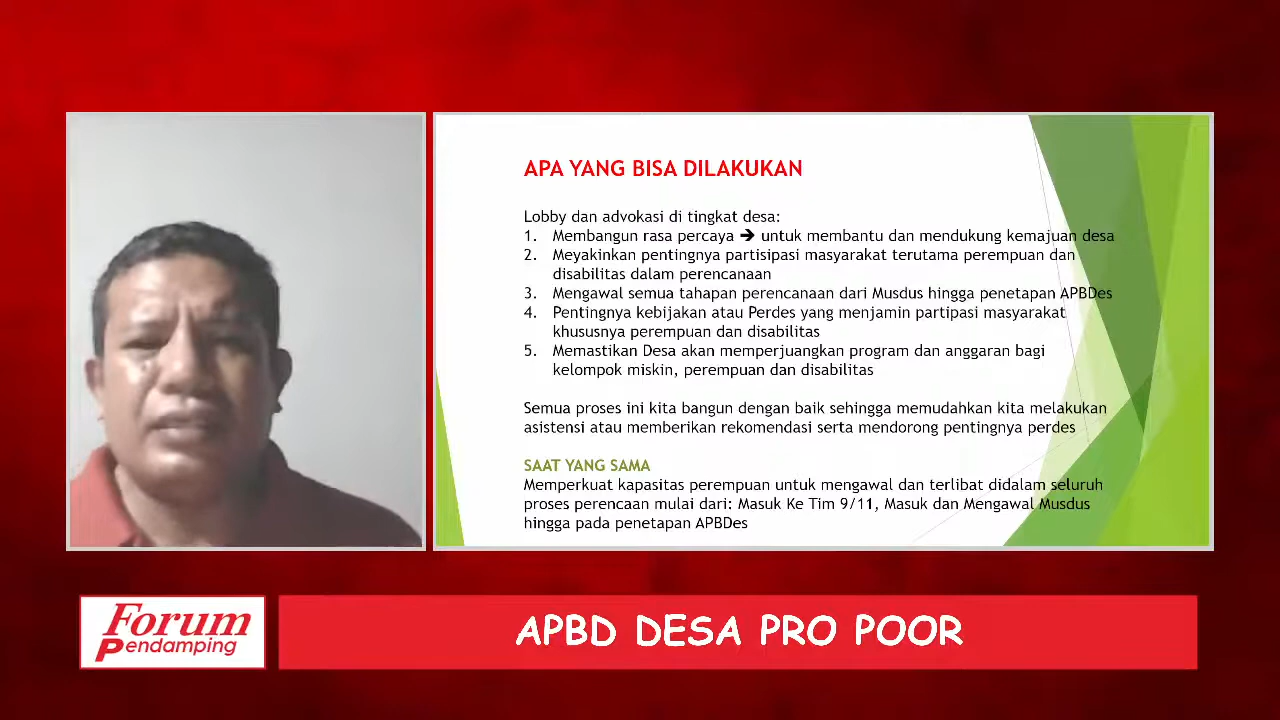 APA YANG BISA DILAKUKAN
Lobby dan advokasi di tingkat desa:
1. Membangun rasa percaya ➔ untuk membantu dan mendukung kemajuan desa
2. Meyakinkan pentingnya partisipasi masyarakat terutama perempuan dan
disabilitas dalam perencanaan
3. Mengawal semua tahapan perencanaan dari Musdus hingga penetapan APBDes
4. Pentingnya kebijakan atau Perdes yang menjamin partipasi masyarakat
khususnya perempuan dan disabilitas
5. Memastikan Desa akan memperjuangkan program dan anggaran bagi
kelompok miskin, perempuan dan disabilitas
Semua proses ini kita bangun dengan baik sehingga memudahkan kita melakukan
asistensi atau memberikan rekomendasi serta mendorong pentingnya perdes
SAAT YANG SAMA
Memperkuat kapasitas perempuan untuk mengawal dan terlibat didalam seluruh
proses perencaan mulai dari: Masuk Ke Tim 9/11, Masuk dan Mengawal Musdus
hingga pada penetapan APBDes
Forum
Pendamping
APBD DESA PRO POOR